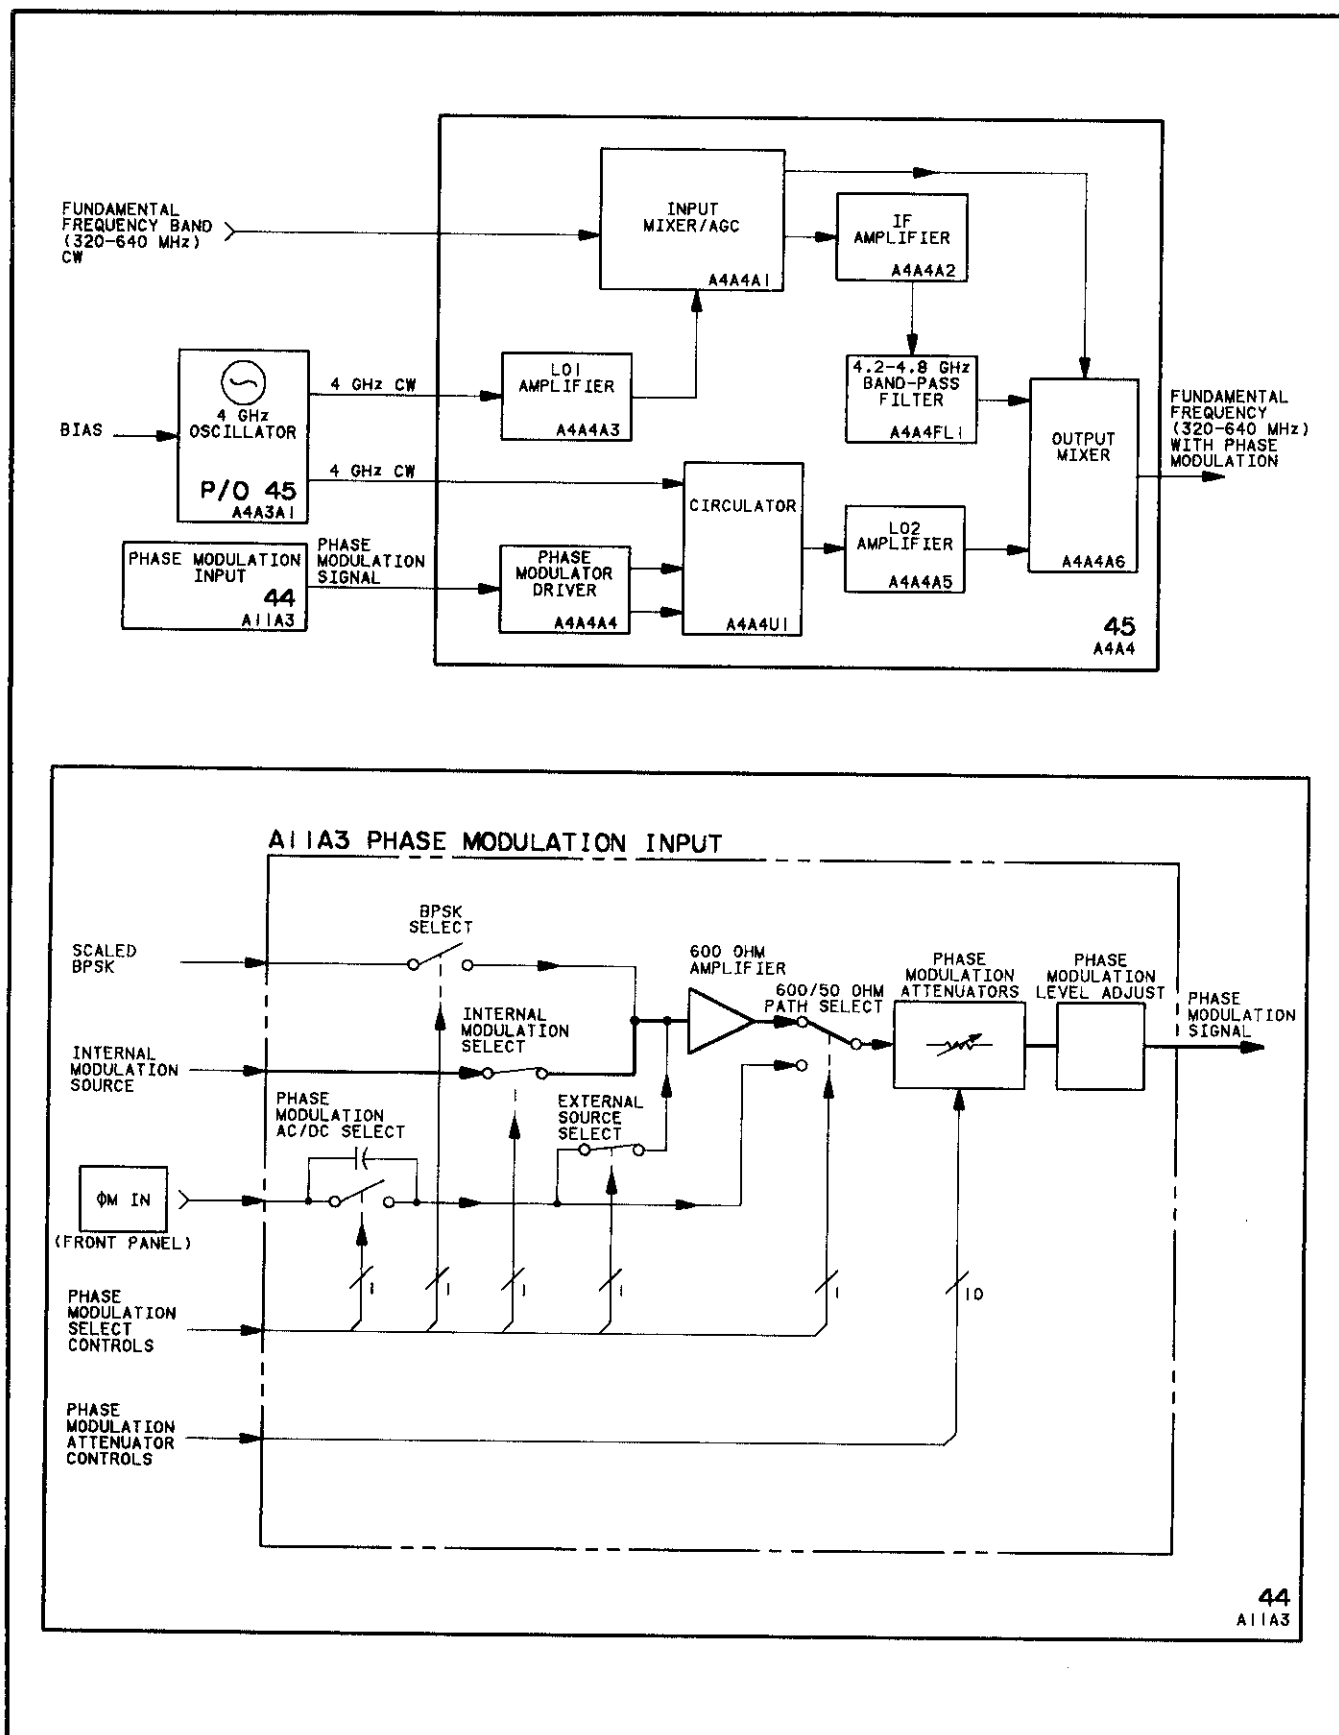 FUNDAMENTAL
FREQUENCY BAND
(320-640 MHz)
CW
INPUT
MIXER/AGC
A4A4A1
IF
AMPLIFIER
A4A4A2
BIAS
4 GHz
OSCILLATOR
P/O 45
A4A3A1
4 GHz CW
LO1
AMPLIFIER
A4A4A3
4.2-4.8 GHz
BAND-PASS
FILTER
A4A4FL1
OUTPUT
MIXER
A4A4A6
FUNDAMENTAL
FREQUENCY
(320-640 MHz)
WITH PHASE
MODULATION
4 GHz CW
CIRCULATOR
A4A4U1
LO2
AMPLIFIER
A4A4A5
PHASE MODULATION
INPUT
44
A11A3
PHASE
MODULATION
SIGNAL
PHASE
MODULATOR
DRIVER
A4A4A4
45
A4A4
A11A3 PHASE MODULATION INPUT
SCALED
BPSK
BPSK
SELECT
600 OHM
AMPLIFIER
600/50 OHM
PATH SELECT
PHASE
MODULATION
ATTENUATORS
PHASE
MODULATION
LEVEL ADJUST
PHASE
MODULATION
SIGNAL
INTERNAL
MODULATION
SOURCE
INTERNAL
MODULATION
SELECT
PHASE
MODULATION
AC/DC SELECT
EXTERNAL
SOURCE
SELECT
ΦM IN
(FRONT PANEL)
1
1
1
1
1
10
PHASE
MODULATION
SELECT
CONTROLS
PHASE
MODULATION
ATTENUATOR
CONTROLS
44
A11A3